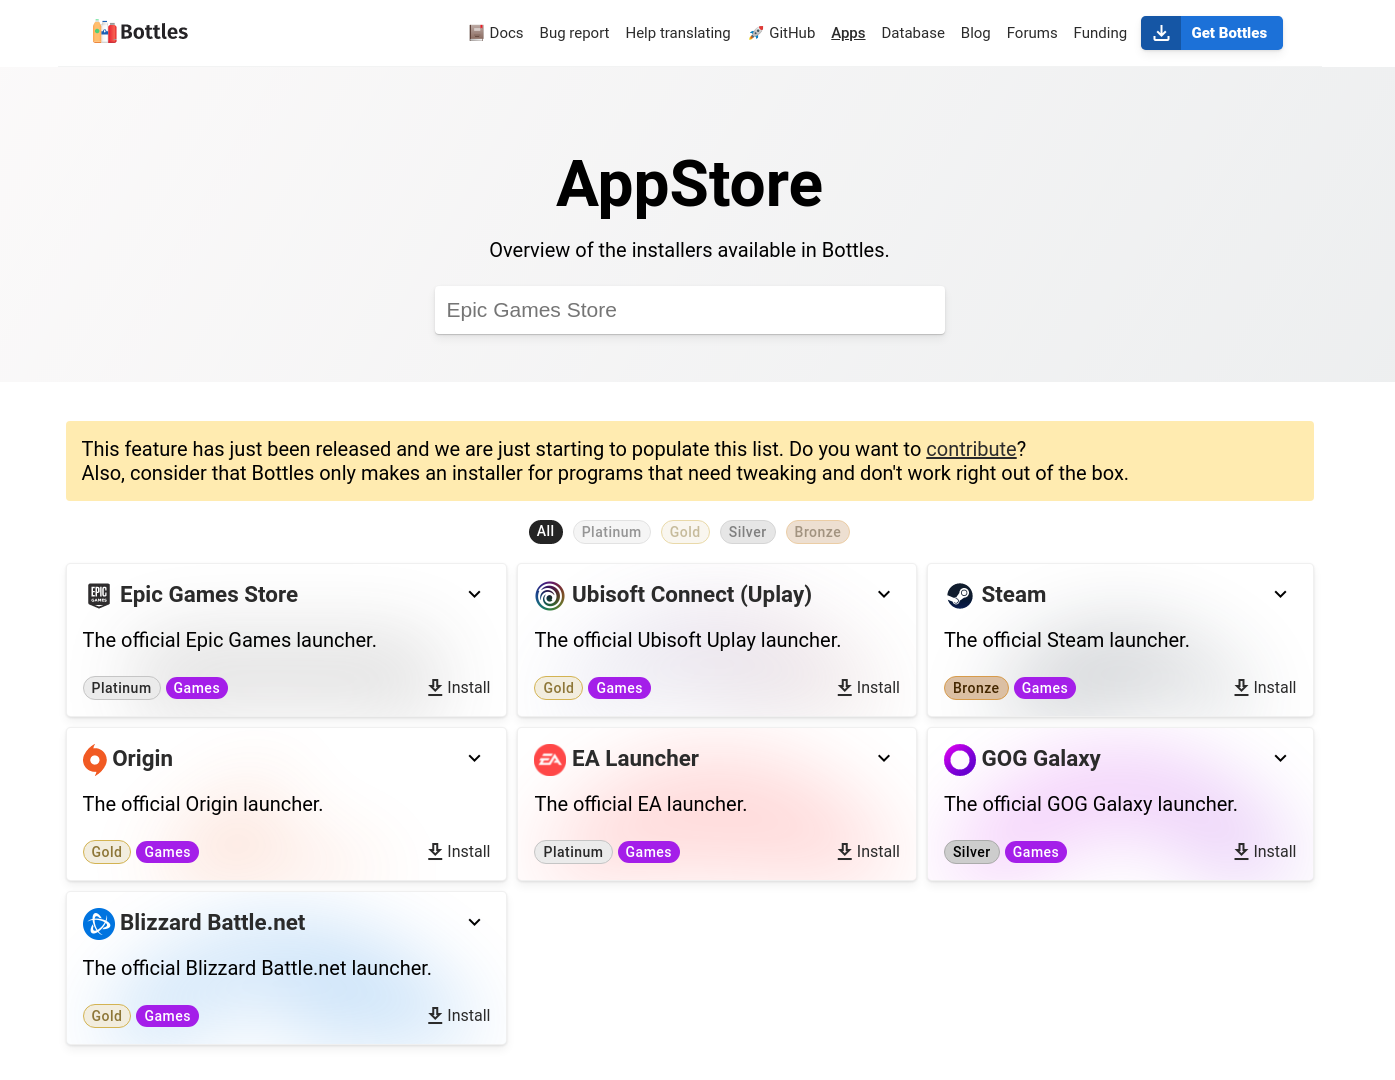 Bottles
Docs Bug report Help translating GitHub Apps Database Blog Forums Funding Get Bottles
AppStore
Overview of the installers available in Bottles.
Epic Games Store
This feature has just been released and we are just starting to populate this list. Do you want to contribute?
Also, consider that Bottles only makes an installer for programs that need tweaking and don't work right out of the box.
All Platinum Gold Silver Bronze
EPIC GAMES Epic Games Store
The official Epic Games launcher.
Platinum Games Install
Ubisoft Connect (Uplay)
The official Ubisoft Uplay launcher.
Gold Games Install
Steam
The official Steam launcher.
Bronze Games Install
Origin
The official Origin launcher.
Gold Games Install
EA EA Launcher
The official EA launcher.
Platinum Games Install
GOG Galaxy
The official GOG Galaxy launcher.
Silver Games Install
Blizzard Battle.net
The official Blizzard Battle.net launcher.
Gold Games Install